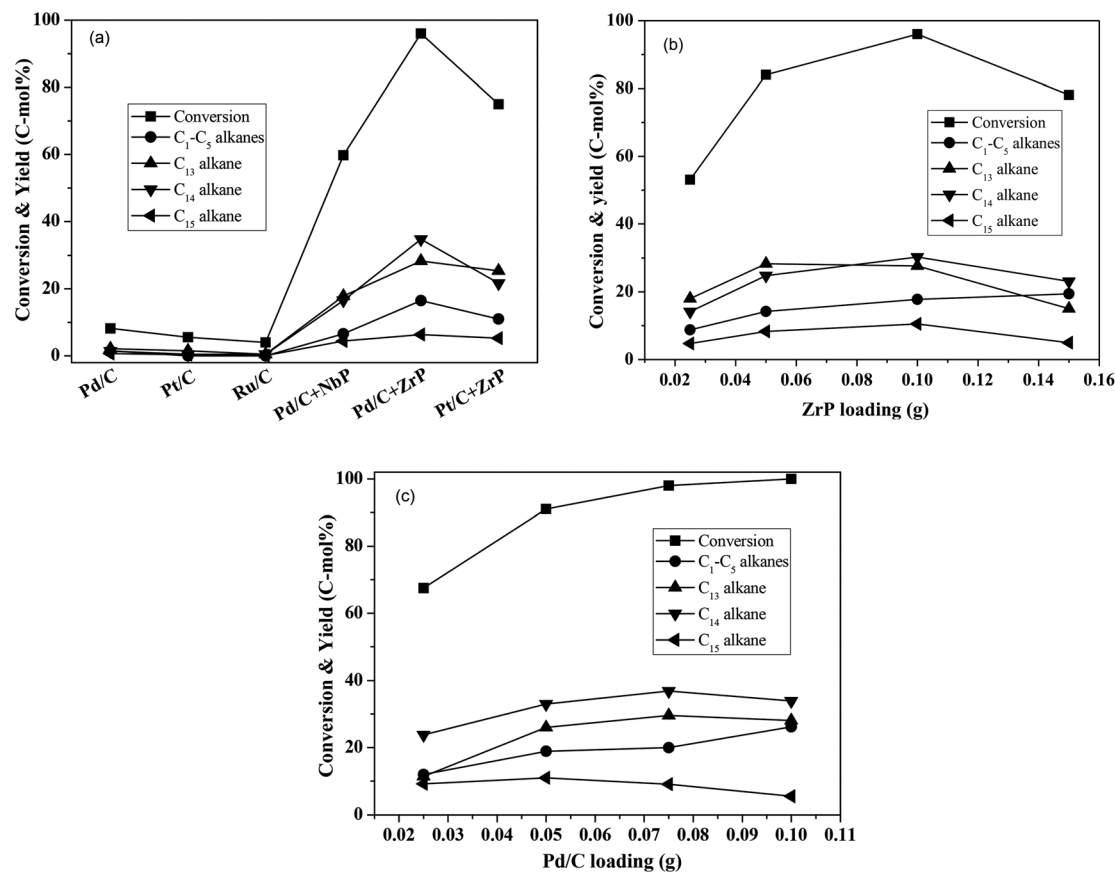 (a)
Conversion & Yield (C-mol%)
100
80
60
40
20
0
Conversion
C₁-C₅ alkanes
C₁₃ alkane
C₁₄ alkane
C₁₅ alkane
Pd/C
Pt/C
Ru/C
Pd/C+NbP
Pd/C+ZrP
Pt/C+ZrP
(b)
Conversion & yield (C-mol%)
100
80
60
40
20
0
Conversion
C₁-C₅ alkanes
C₁₃ alkane
C₁₄ alkane
C₁₅ alkane
0.02 0.04 0.06 0.08 0.10 0.12 0.14 0.16
ZrP loading (g)
(c)
Conversion & Yield (C-mol%)
100
80
60
40
20
0
Conversion
C₁-C₅ alkanes
C₁₃ alkane
C₁₄ alkane
C₁₅ alkane
0.02 0.03 0.04 0.05 0.06 0.07 0.08 0.09 0.10 0.11
Pd/C loading (g)